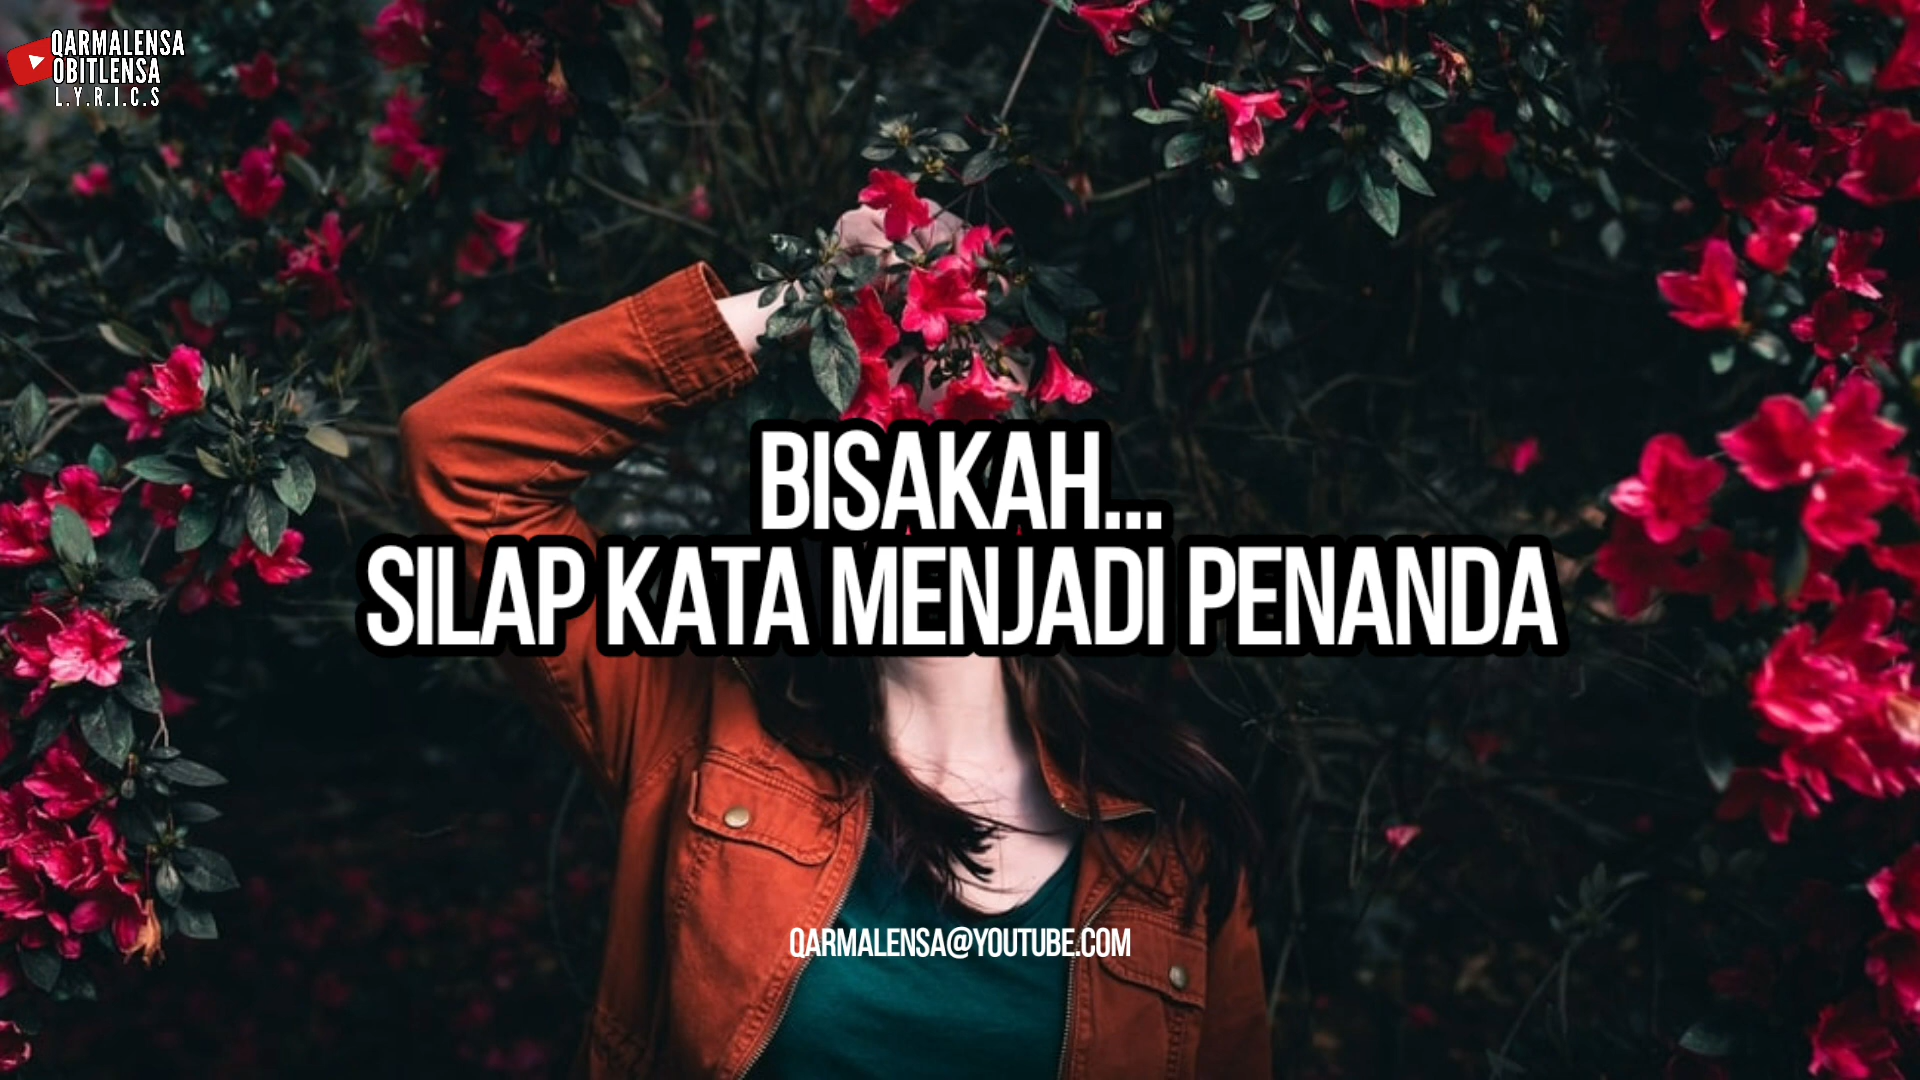 QARMALENSA
OBITLENSA
L.Y.R.I.C.S
BISAKAH...
SILAP KATA MENJADI PENANDA
QARMALENSA@YOUTUBE.COM